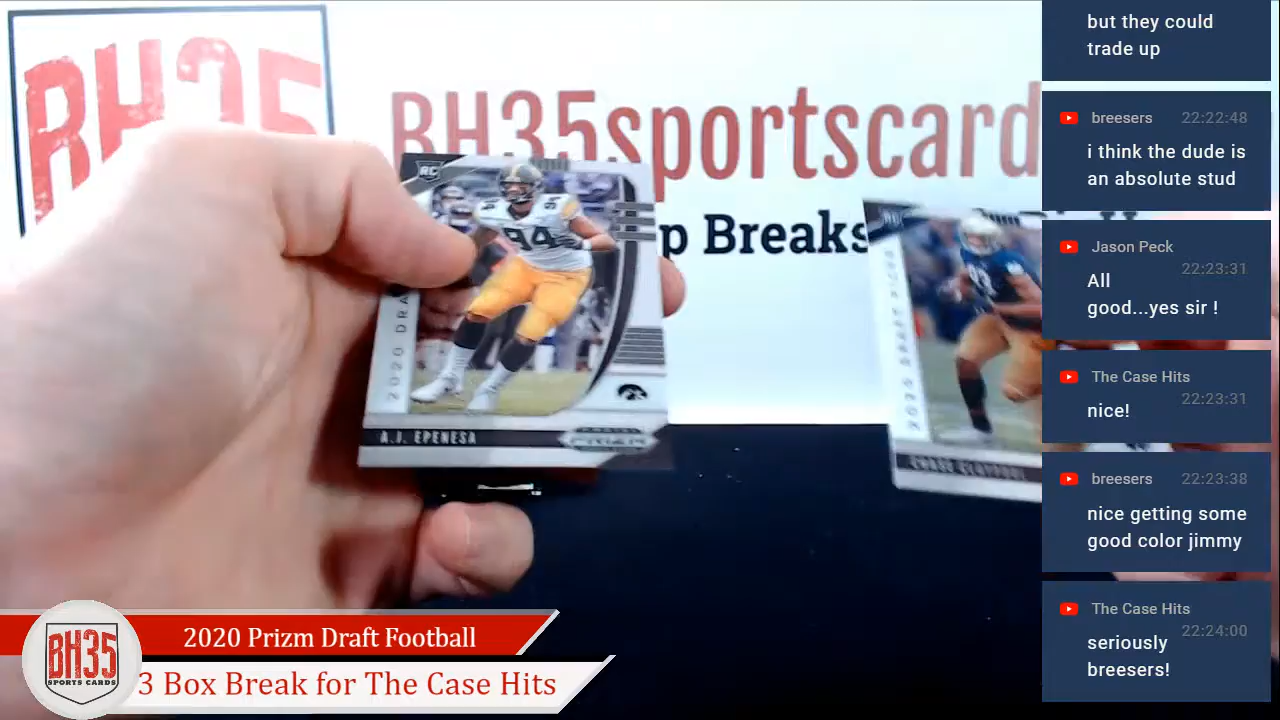 BH35
BH35sportscard
p Breaks
RC
94
2020 DRA
A.J. EPENESA
PRIZM
RC
2020 DRAFT PICKS
CHASE CLAYPOOL
but they could
trade up
breesers 22:22:48
i think the dude is
an absolute stud
Jason Peck 22:23:31
All
good...yes sir !
The Case Hits 22:23:31
nice!
breesers 22:23:38
nice getting some
good color jimmy
The Case Hits 22:24:00
seriously
breesers!
BH35
SPORTS CARDS
2020 Prizm Draft Football
3 Box Break for The Case Hits